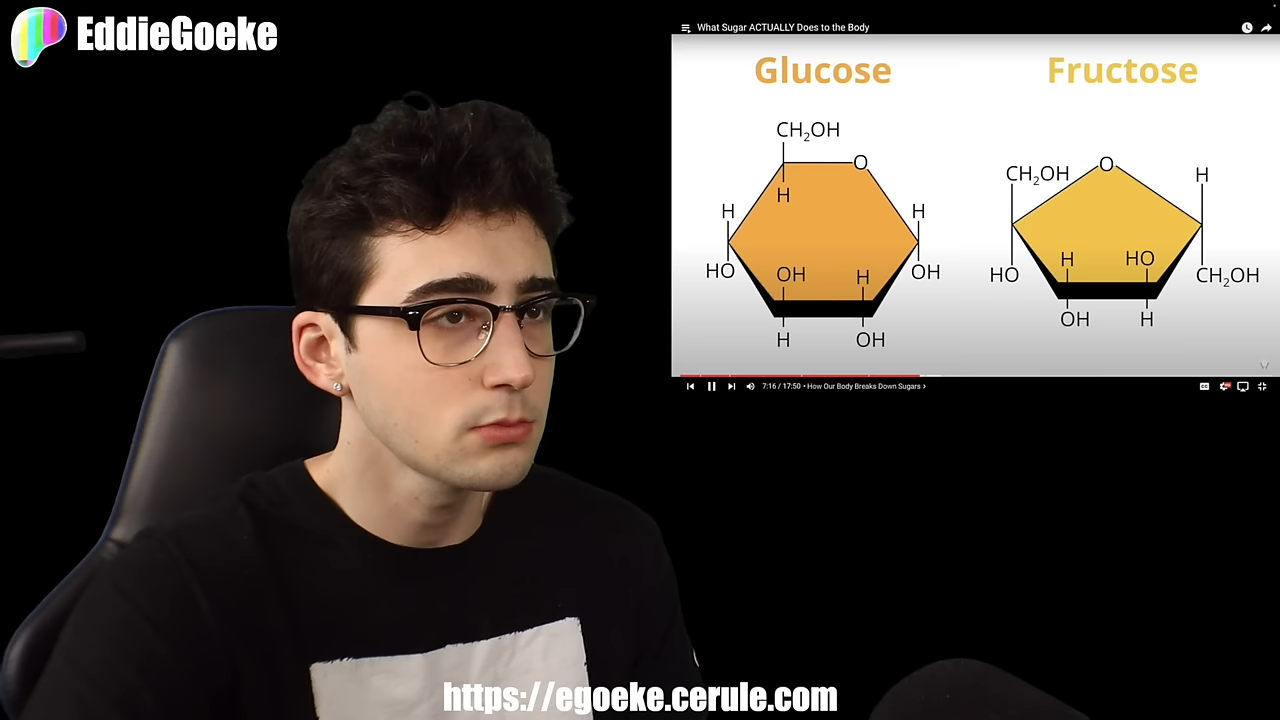 EddieGoeke
What Sugar ACTUALLY Does to the Body
Glucose
Fructose
CH2OH
O
H
H
H
HO
OH
OH
H
H
OH
CH2OH
O
H
HO
H
HO
CH2OH
OH
H
7:16 / 17:50 • How Our Body Breaks Down Sugars ›
https://egoeke.cerule.com